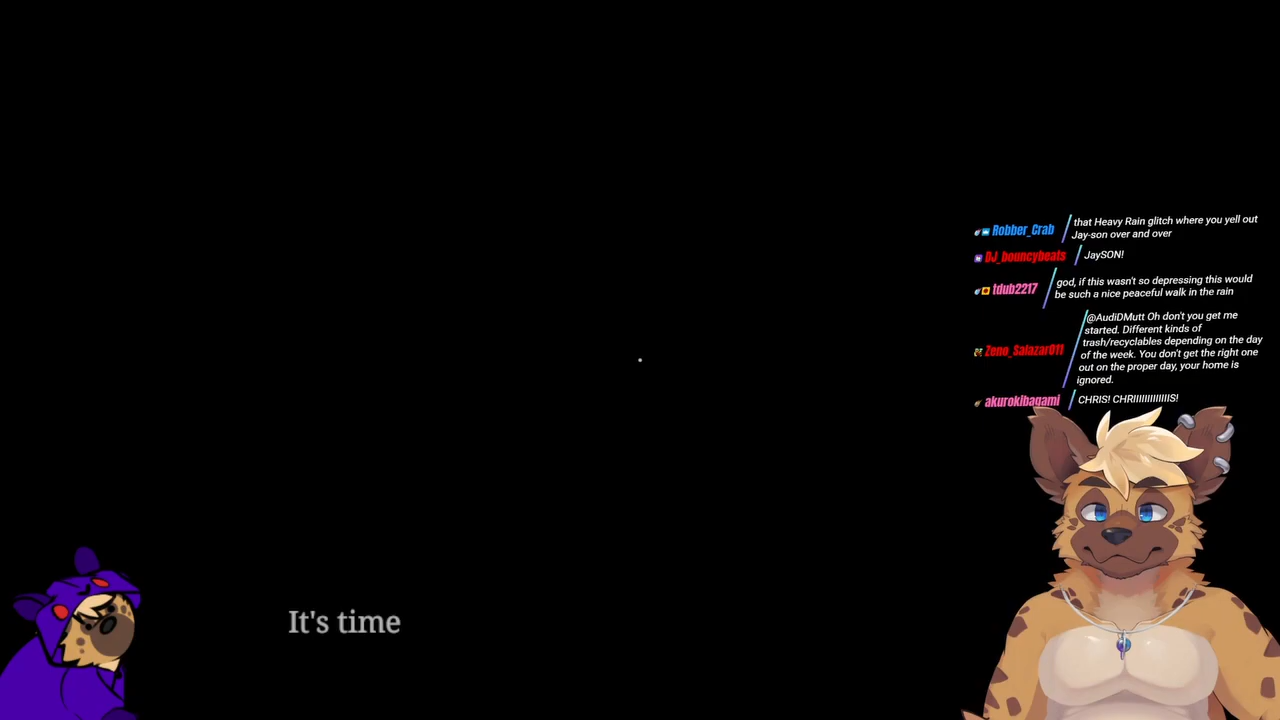 Robber_Crab that Heavy Rain glitch where you yell out
Jay-son over and over
DJ_bouncybeats JaySON!
tdub2217 god, if this wasn't so depressing this would
be such a nice peaceful walk in the rain
@AudiDMutt Oh don't you get me
started. Different kinds of
trash/recyclables depending on the day
Zeno_Salazar011 of the week. You don't get the right one
out on the proper day, your home is
ignored.
akurokibagami CHRIS! CHRIIIIIIIIIIIIIS!
It's time